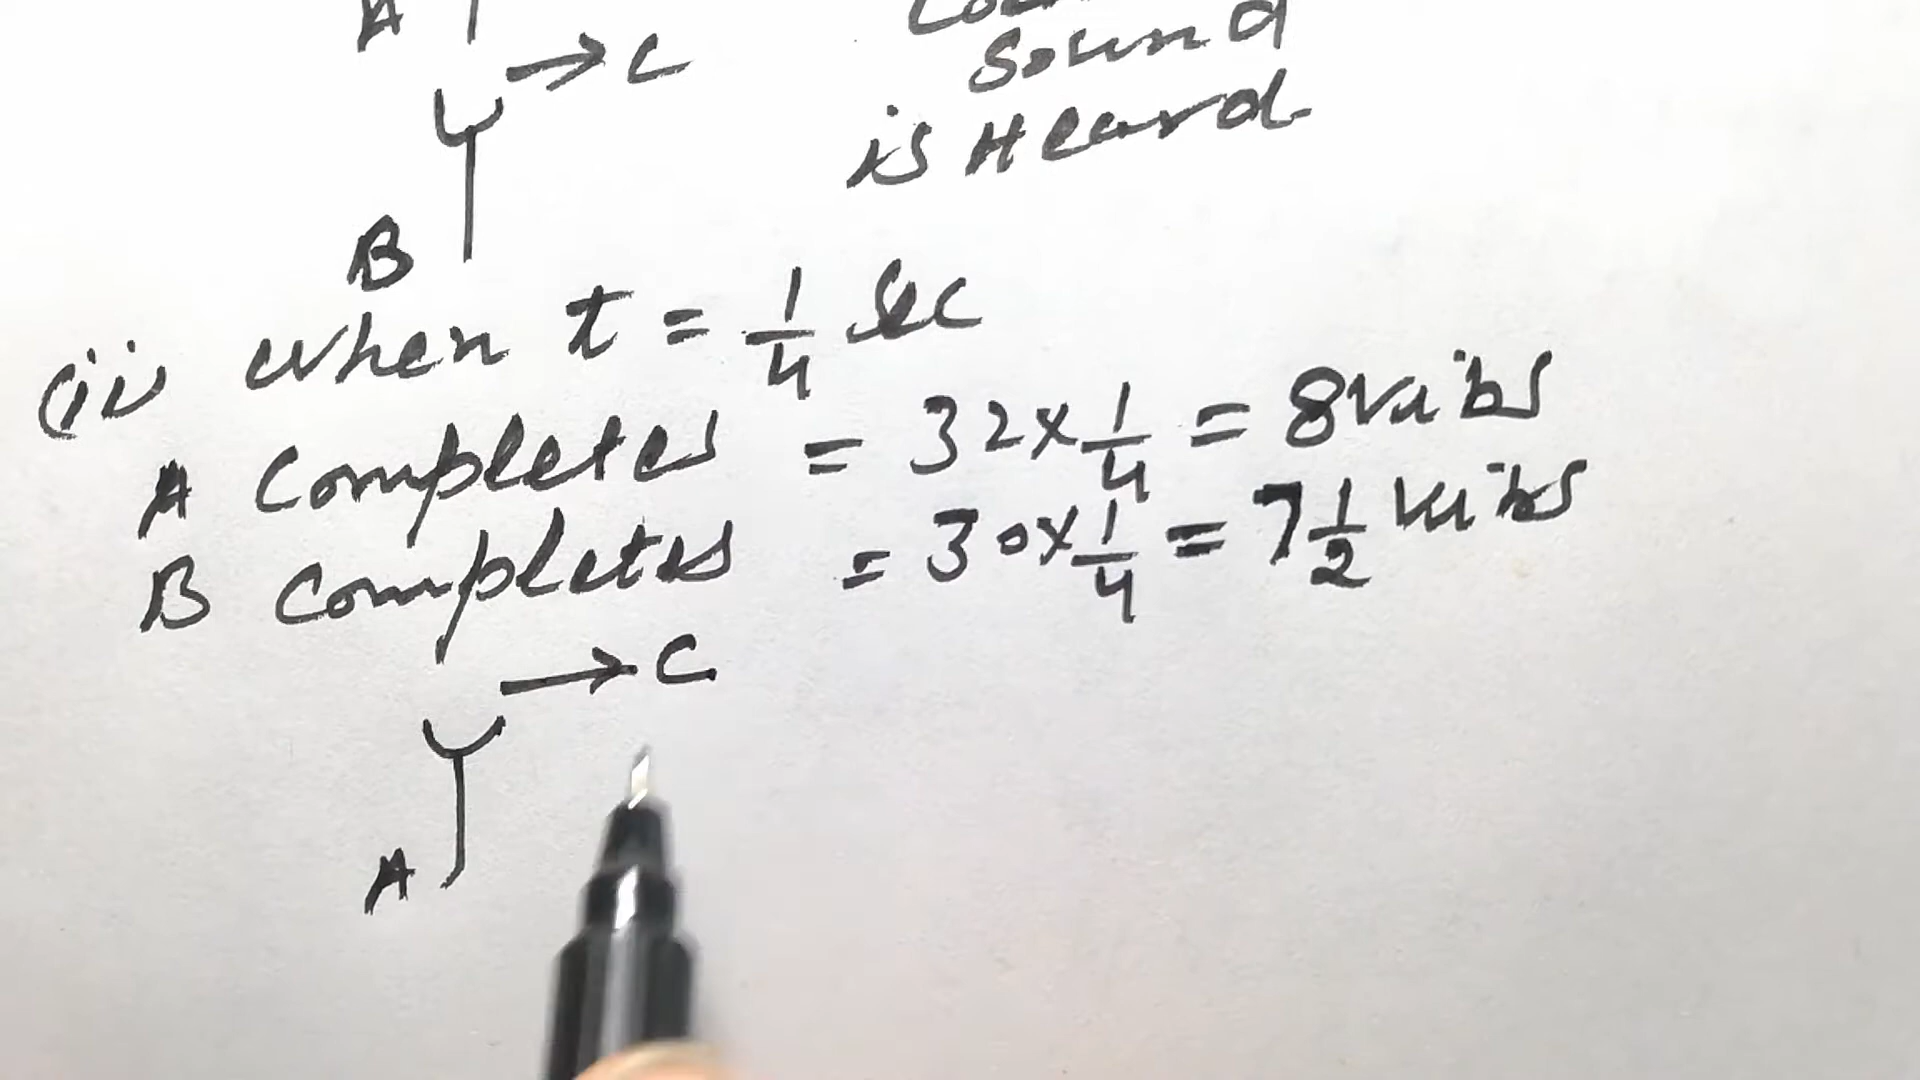 A
→ C
Sound
is Heard
B
(ii) when t = 1/4 sec
A completes = 32 x 1/4 = 8 vibs
B completes = 30 x 1/4 = 7 1/2 vibs
→ C
A